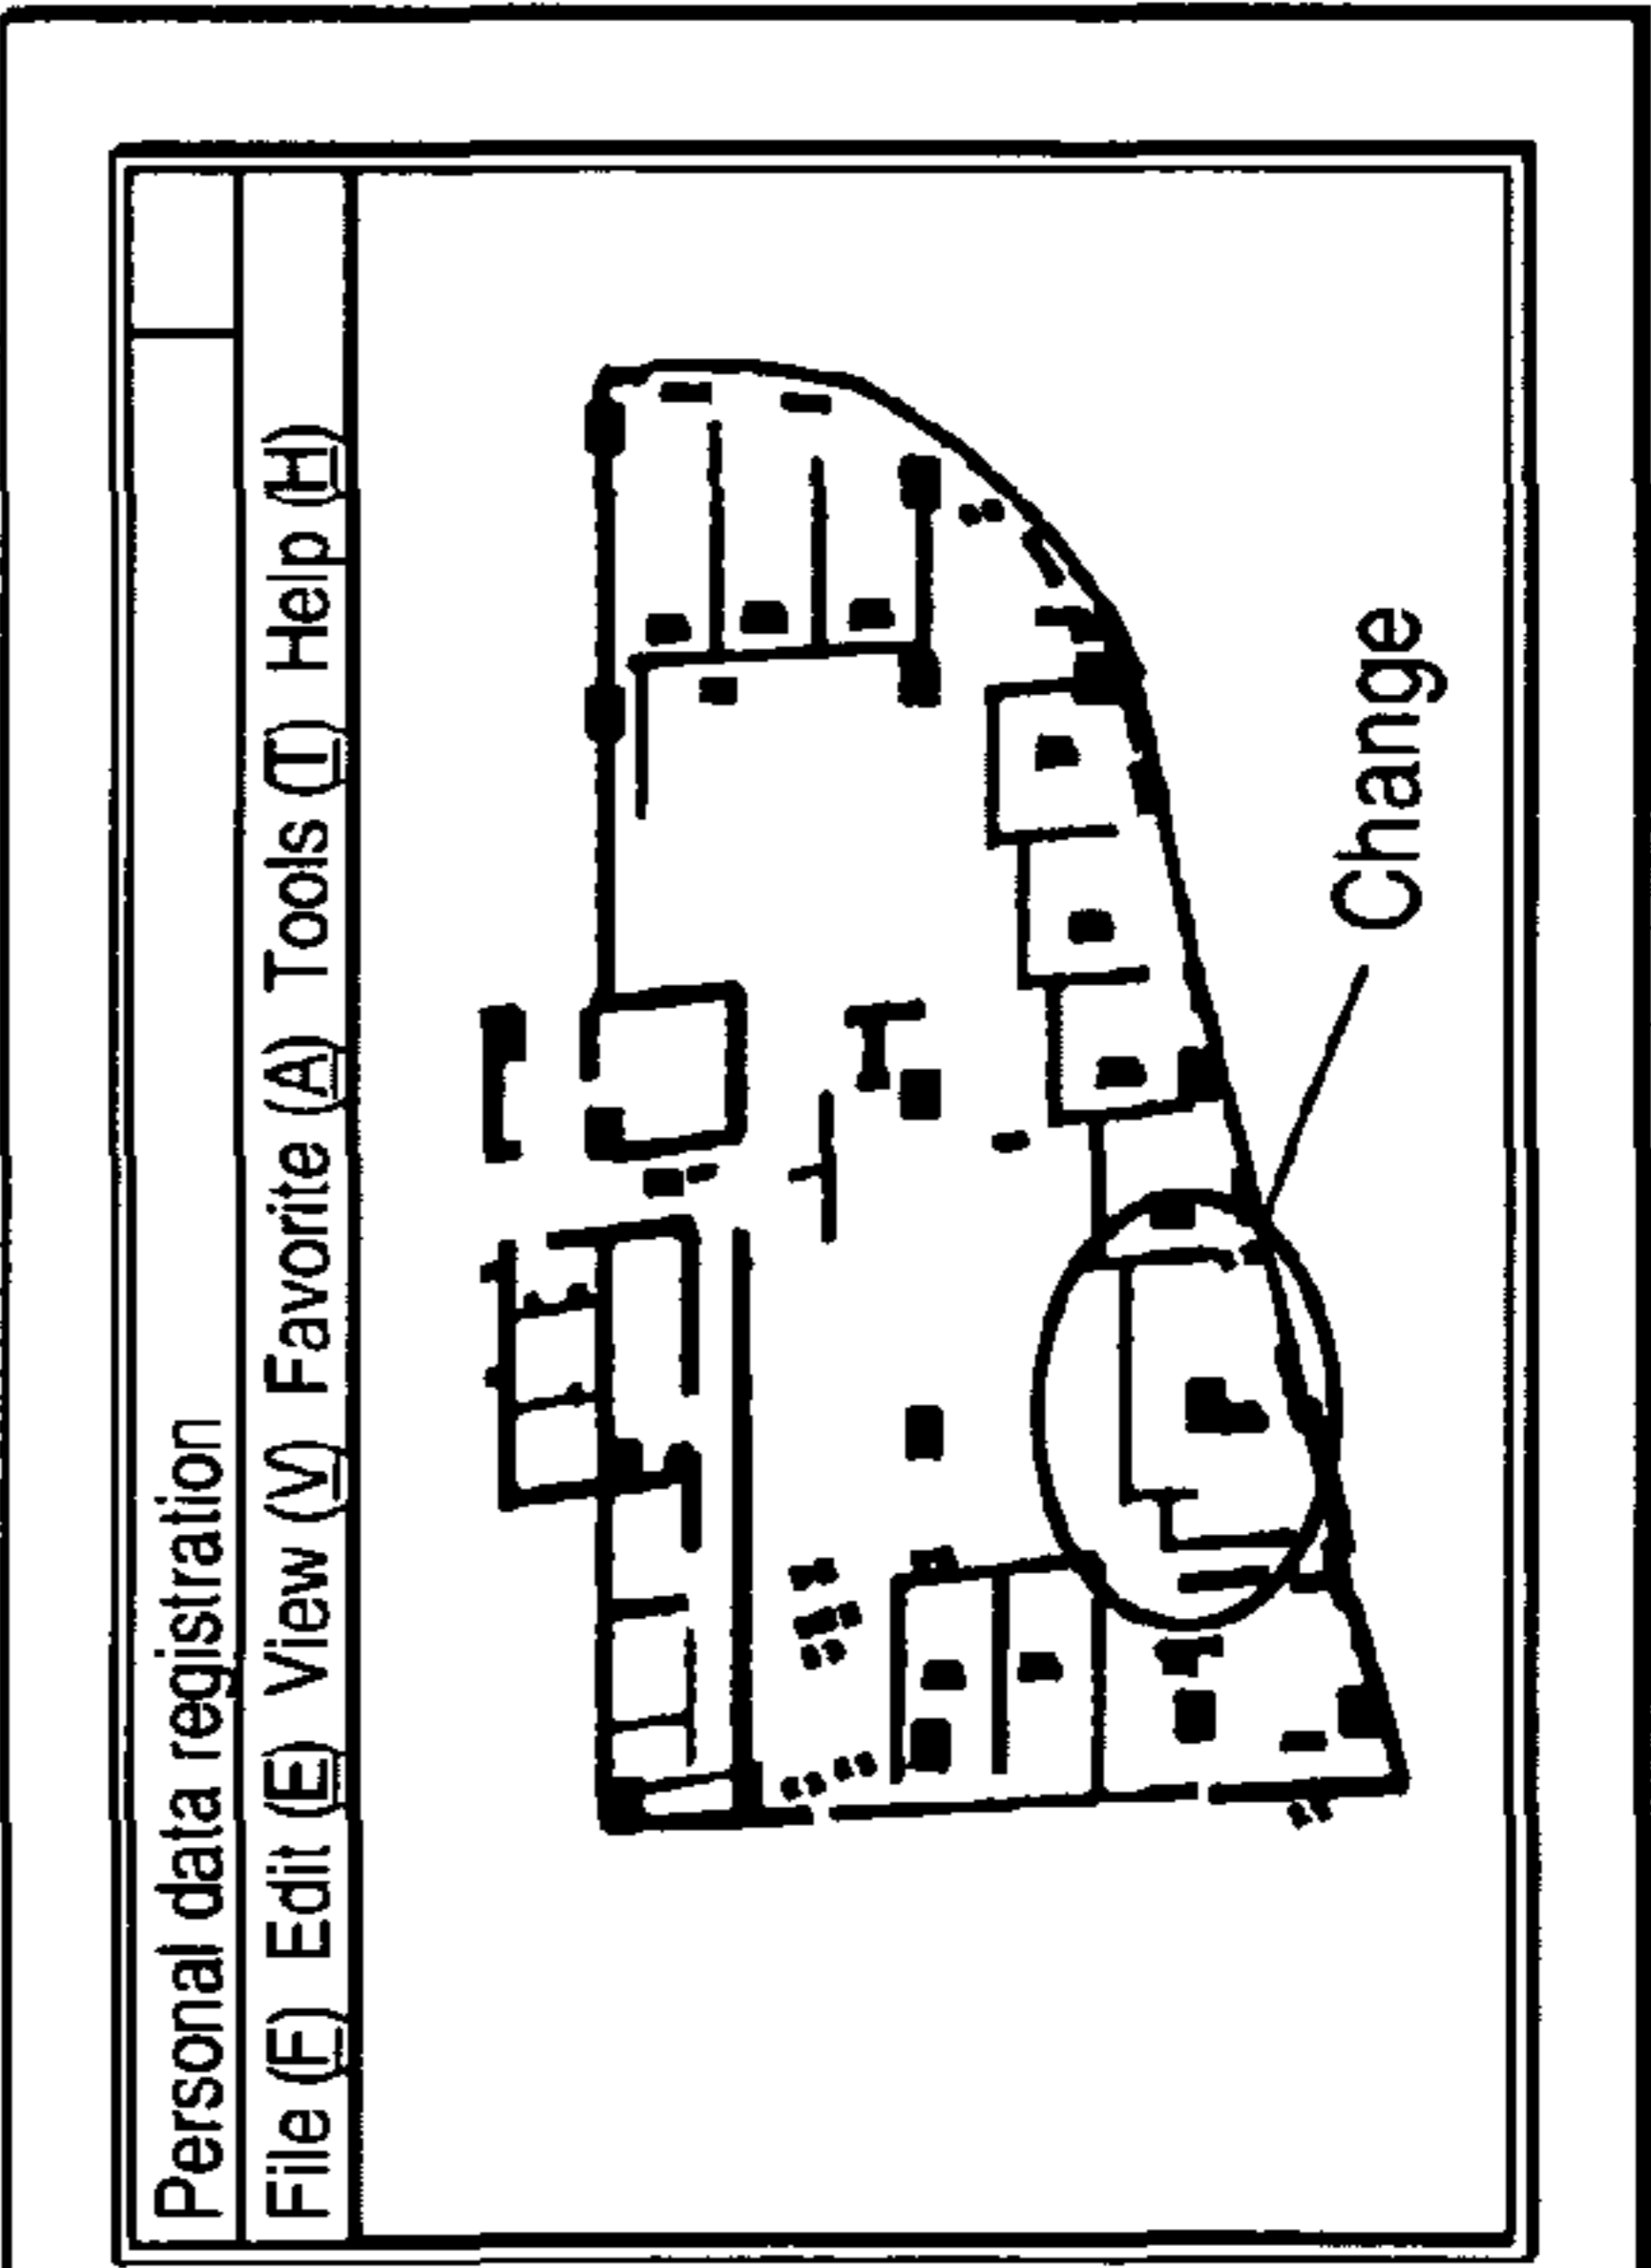 Personal data registration
File (F) Edit (E) View (V) Favorite (A) Tools (T) Help (H)
Change